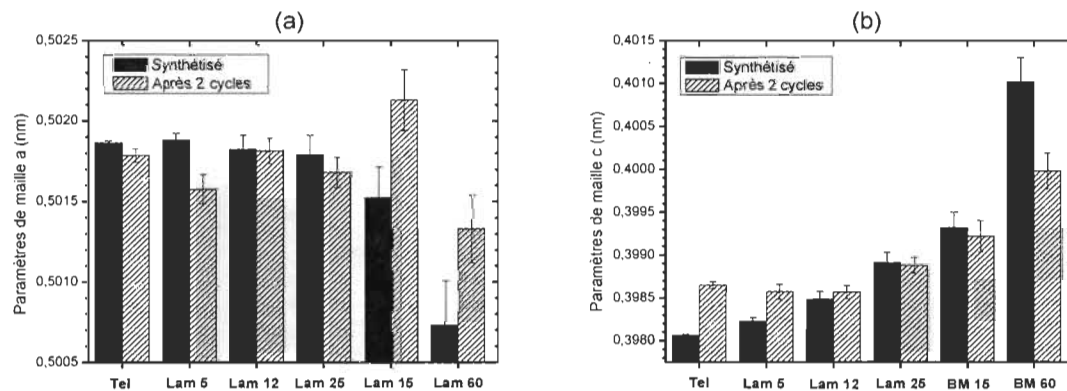 (a)
0,5025
0,5020
0,5015
0,5010
0,5005
Paramètres de maille a (nm)
Synthétisé
Après 2 cycles
Tel Lam 5 Lam 12 Lam 25 Lam 15 Lam 60
(b)
0,4015
0,4010
0,4005
0,4000
0,3995
0,3990
0,3985
0,3980
Paramètres de maille c (nm)
Synthétisé
Après 2 cycles
Tel Lam 5 Lam 12 Lam 25 BM 15 BM 60